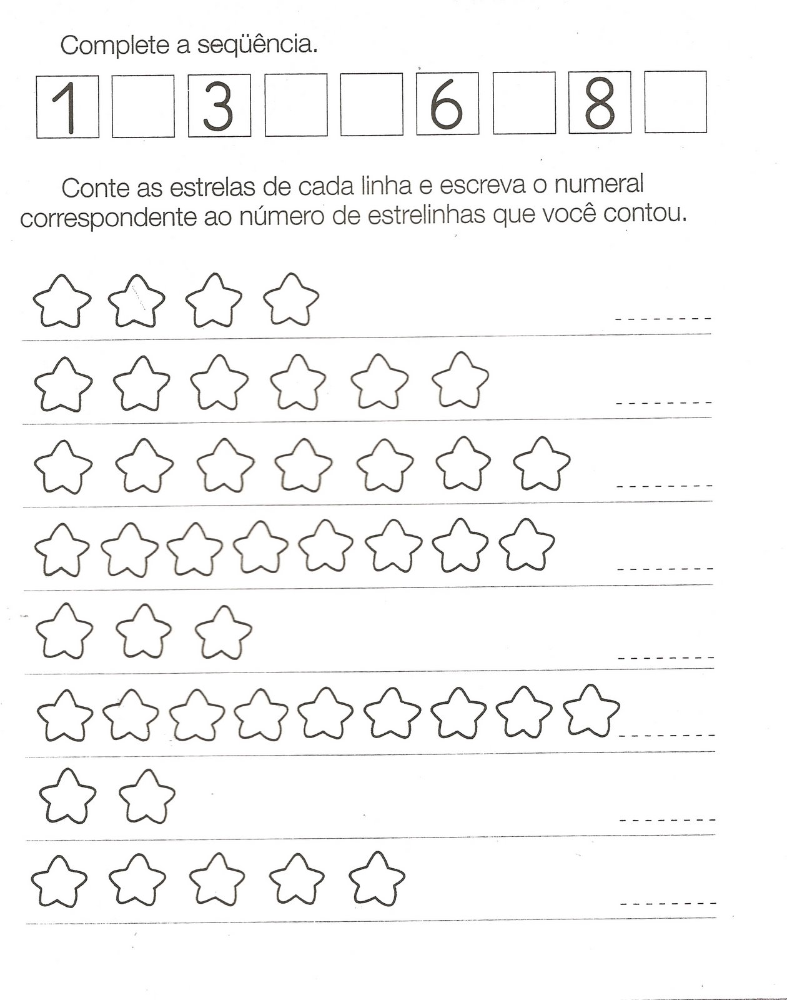 Complete a seqüência.
1 3 6 8
Conte as estrelas de cada linha e escreva o numeral
correspondente ao número de estrelinhas que você contou.